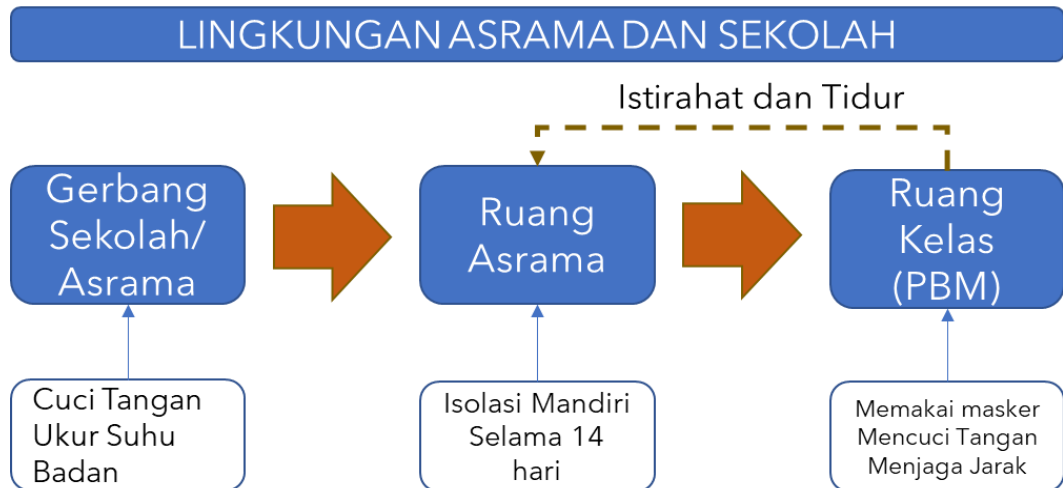 LINGKUNGAN ASRAMA DAN SEKOLAH
Istirahat dan Tidur
Gerbang
Sekolah/
Asrama
Ruang
Asrama
Ruang
Kelas
(PBM)
Cuci Tangan
Ukur Suhu
Badan
Isolasi Mandiri
Selama 14
hari
Memakai masker
Mencuci Tangan
Menjaga Jarak